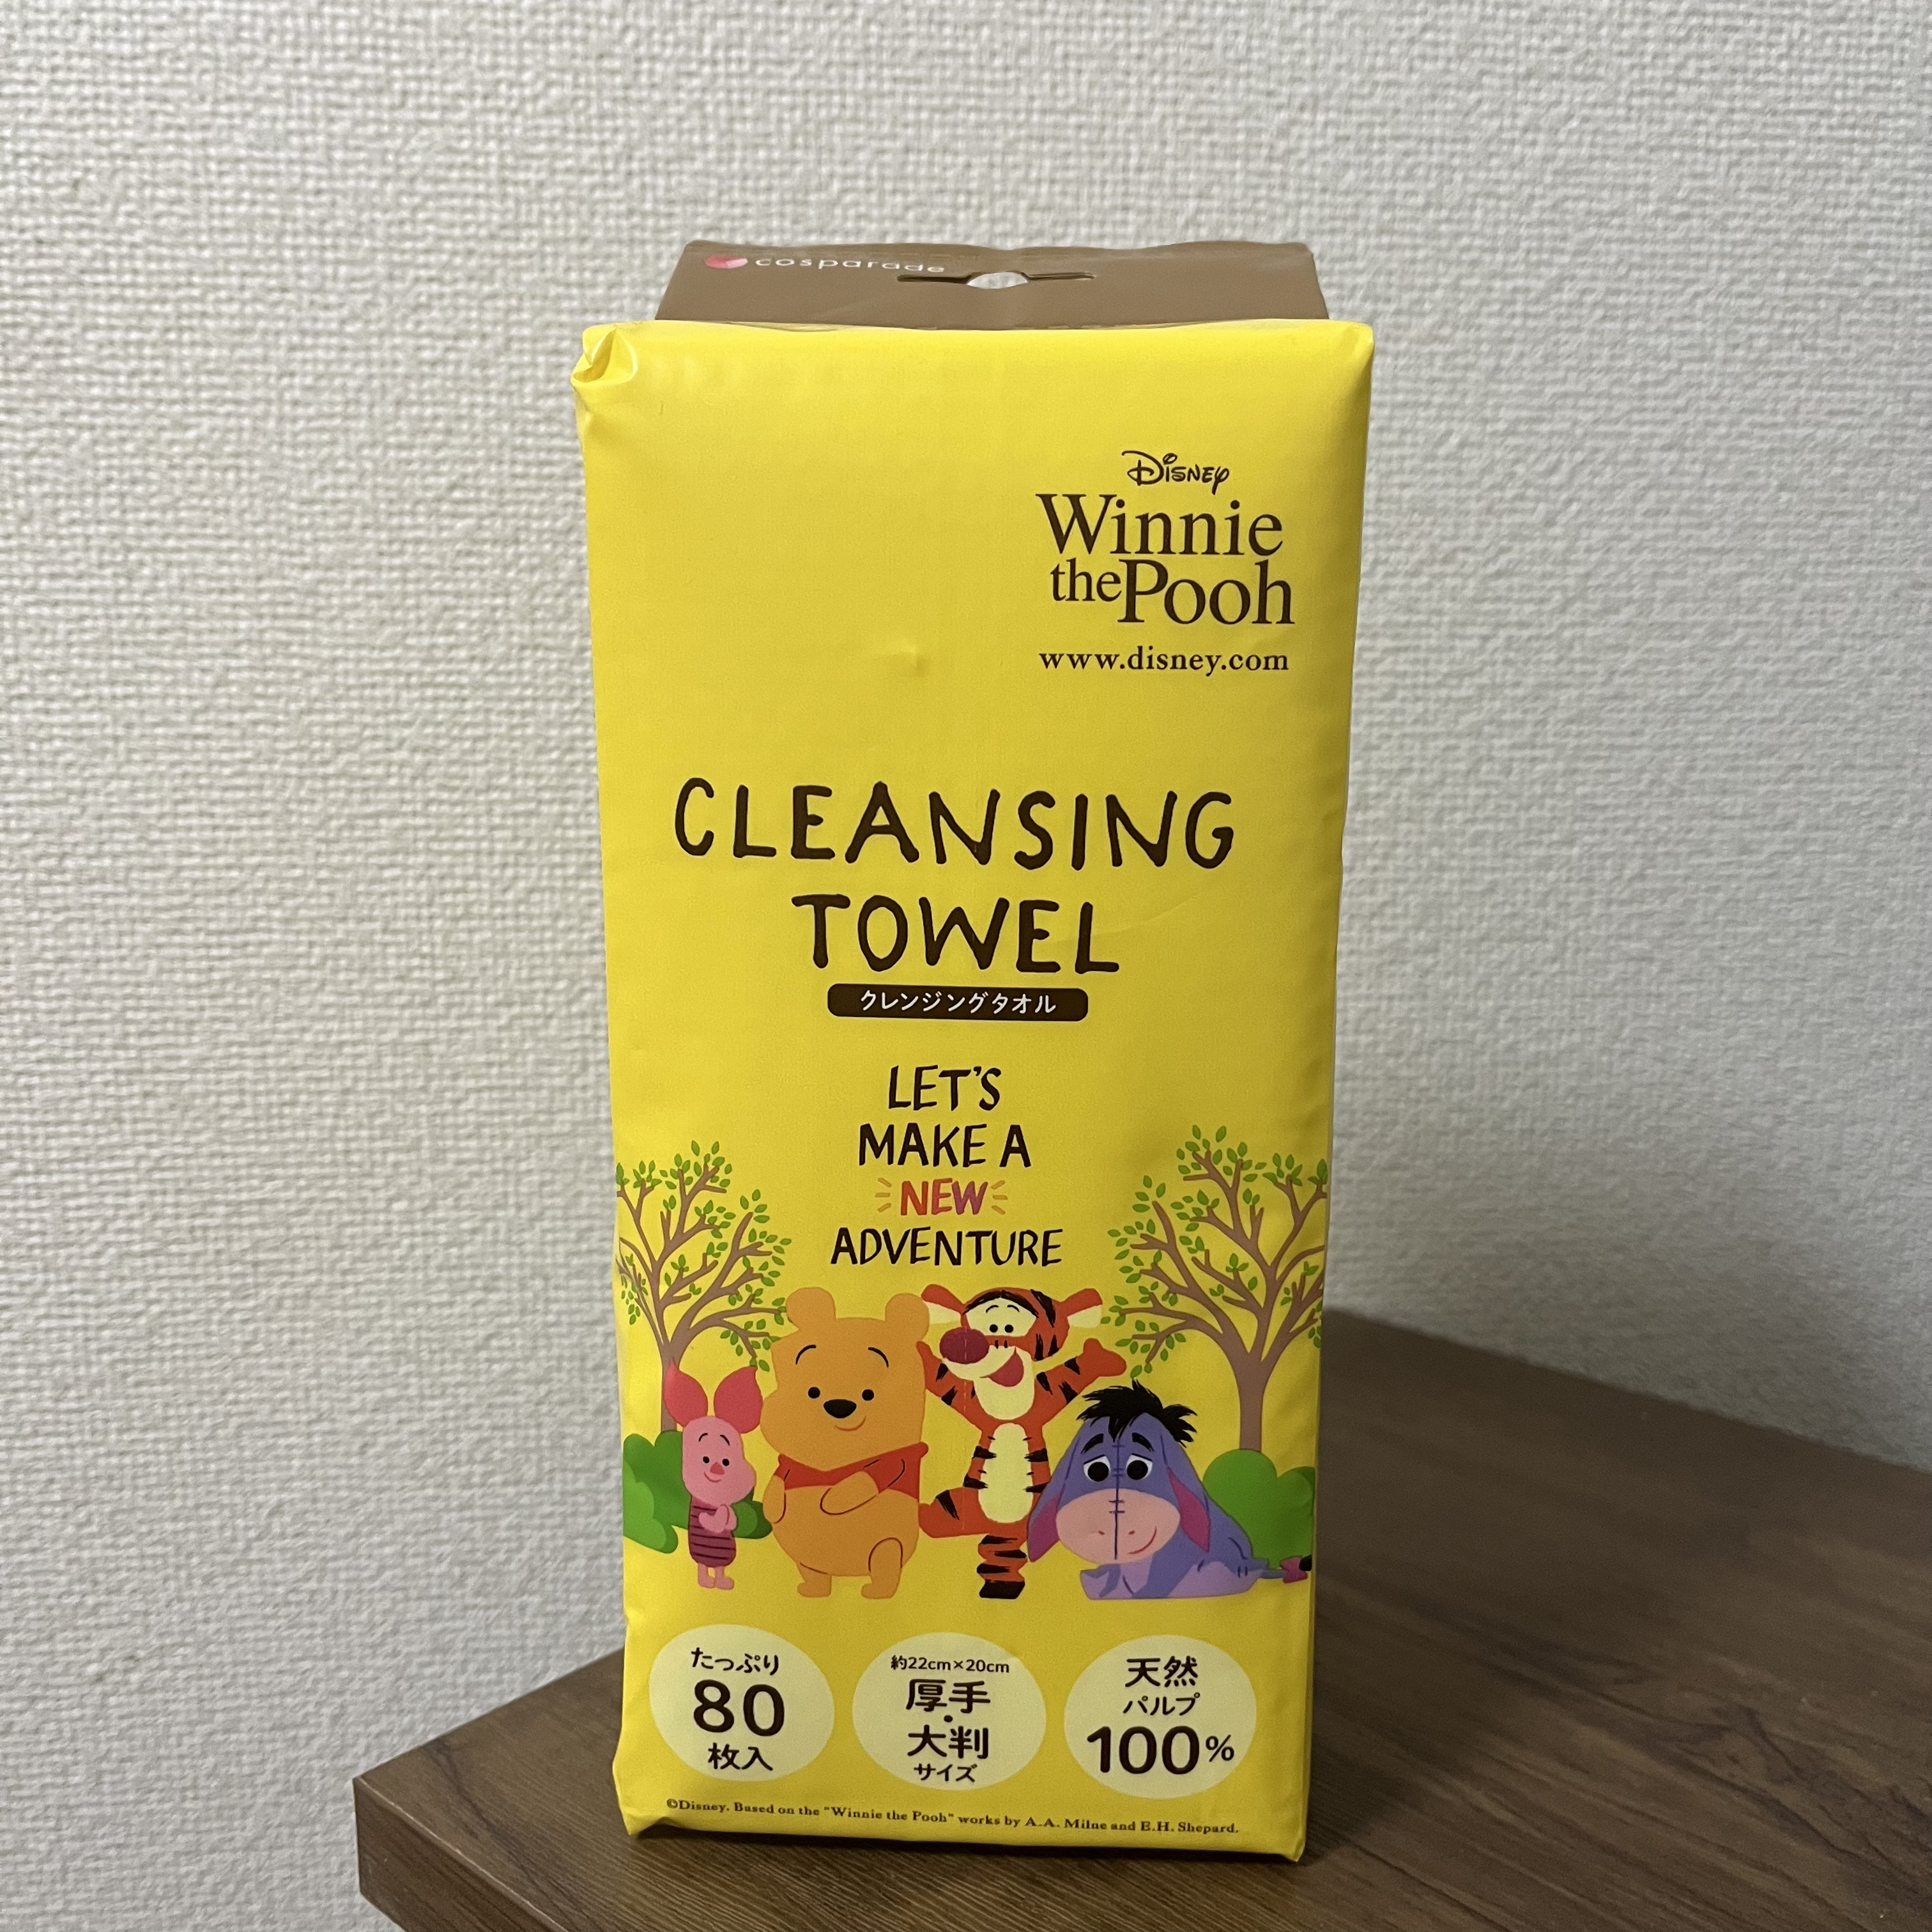 cosparade
Disney
Winnie
the Pooh
www.disney.com
CLEANSING
TOWEL
クレンジングタオル
LET'S
MAKE A
NEW
ADVENTURE
たっぷり
80
枚入
約22cm×20cm
厚手
・
大判
サイズ
天然
パルプ
100%
©Disney. Based on the "Winnie the Pooh" works by A.A. Milne and E.H. Shepard.